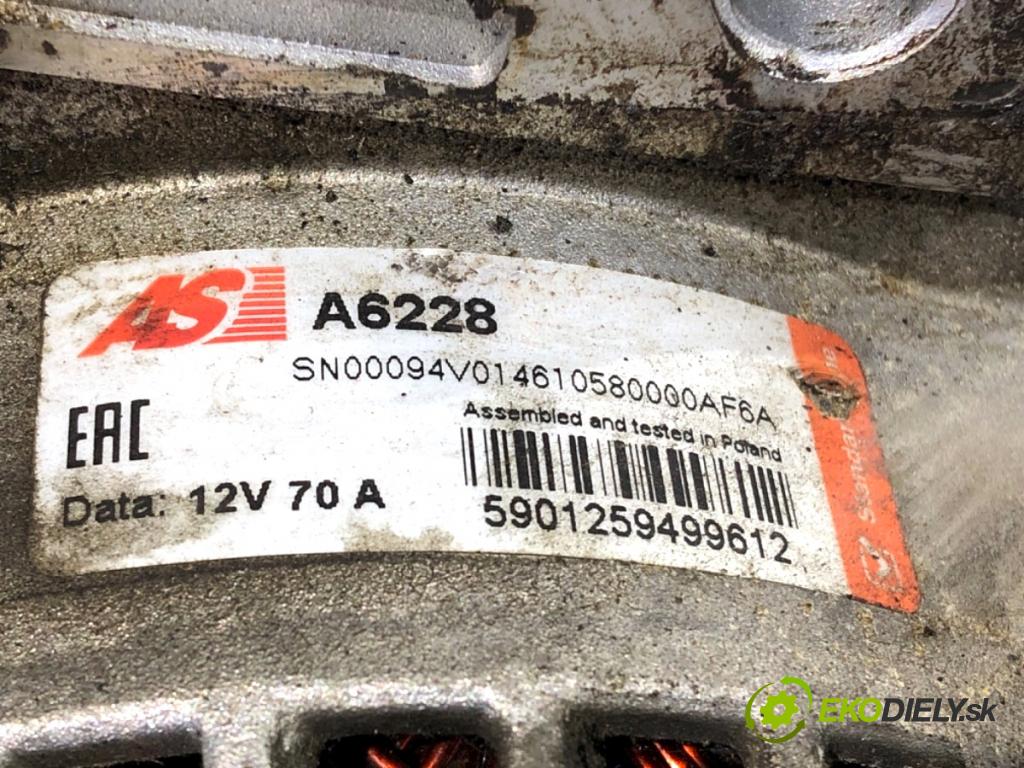 AS
A6228
SN00094V014610580000AF6A
EAC
Assembled and tested in Poland
Data: 12V 70 A
5901259499612
EKODIELY.sk